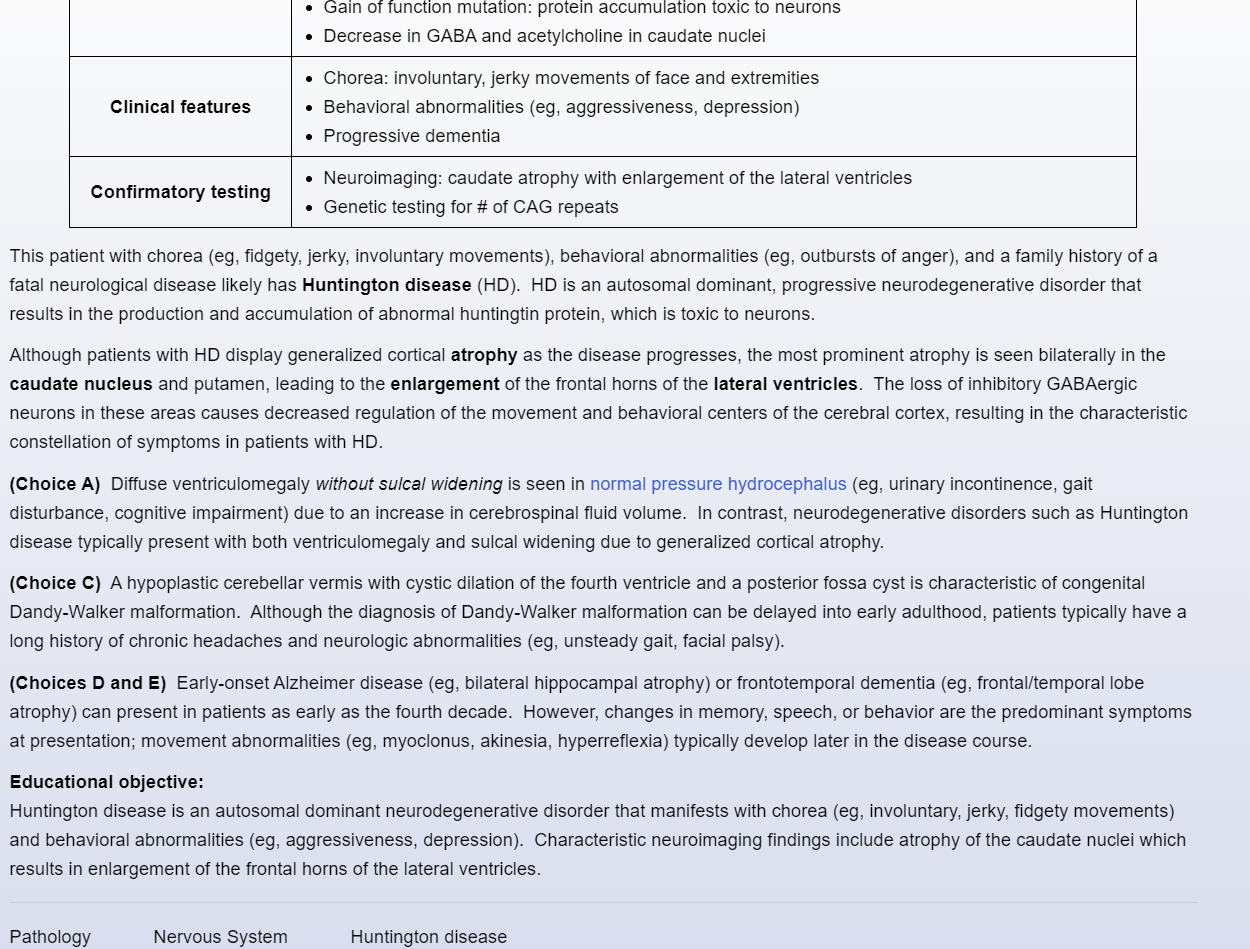 Gain of function mutation: protein accumulation toxic to neurons
Decrease in GABA and acetylcholine in caudate nuclei
Clinical features
Chorea: involuntary, jerky movements of face and extremities
Behavioral abnormalities (eg, aggressiveness, depression)
Progressive dementia
Confirmatory testing
Neuroimaging: caudate atrophy with enlargement of the lateral ventricles
Genetic testing for # of CAG repeats
This patient with chorea (eg, fidgety, jerky, involuntary movements), behavioral abnormalities (eg, outbursts of anger), and a family history of a
fatal neurological disease likely has Huntington disease (HD).  HD is an autosomal dominant, progressive neurodegenerative disorder that
results in the production and accumulation of abnormal huntingtin protein, which is toxic to neurons.
Although patients with HD display generalized cortical atrophy as the disease progresses, the most prominent atrophy is seen bilaterally in the
caudate nucleus and putamen, leading to the enlargement of the frontal horns of the lateral ventricles.  The loss of inhibitory GABAergic
neurons in these areas causes decreased regulation of the movement and behavioral centers of the cerebral cortex, resulting in the characteristic
constellation of symptoms in patients with HD.
(Choice A)  Diffuse ventriculomegaly without sulcal widening is seen in normal pressure hydrocephalus (eg, urinary incontinence, gait
disturbance, cognitive impairment) due to an increase in cerebrospinal fluid volume.  In contrast, neurodegenerative disorders such as Huntington
disease typically present with both ventriculomegaly and sulcal widening due to generalized cortical atrophy.
(Choice C)  A hypoplastic cerebellar vermis with cystic dilation of the fourth ventricle and a posterior fossa cyst is characteristic of congenital
Dandy-Walker malformation.  Although the diagnosis of Dandy-Walker malformation can be delayed into early adulthood, patients typically have a
long history of chronic headaches and neurologic abnormalities (eg, unsteady gait, facial palsy).
(Choices D and E)  Early-onset Alzheimer disease (eg, bilateral hippocampal atrophy) or frontotemporal dementia (eg, frontal/temporal lobe
atrophy) can present in patients as early as the fourth decade.  However, changes in memory, speech, or behavior are the predominant symptoms
at presentation; movement abnormalities (eg, myoclonus, akinesia, hyperreflexia) typically develop later in the disease course.
Educational objective:
Huntington disease is an autosomal dominant neurodegenerative disorder that manifests with chorea (eg, involuntary, jerky, fidgety movements)
and behavioral abnormalities (eg, aggressiveness, depression).  Characteristic neuroimaging findings include atrophy of the caudate nuclei which
results in enlargement of the frontal horns of the lateral ventricles.
Pathology Nervous System Huntington disease